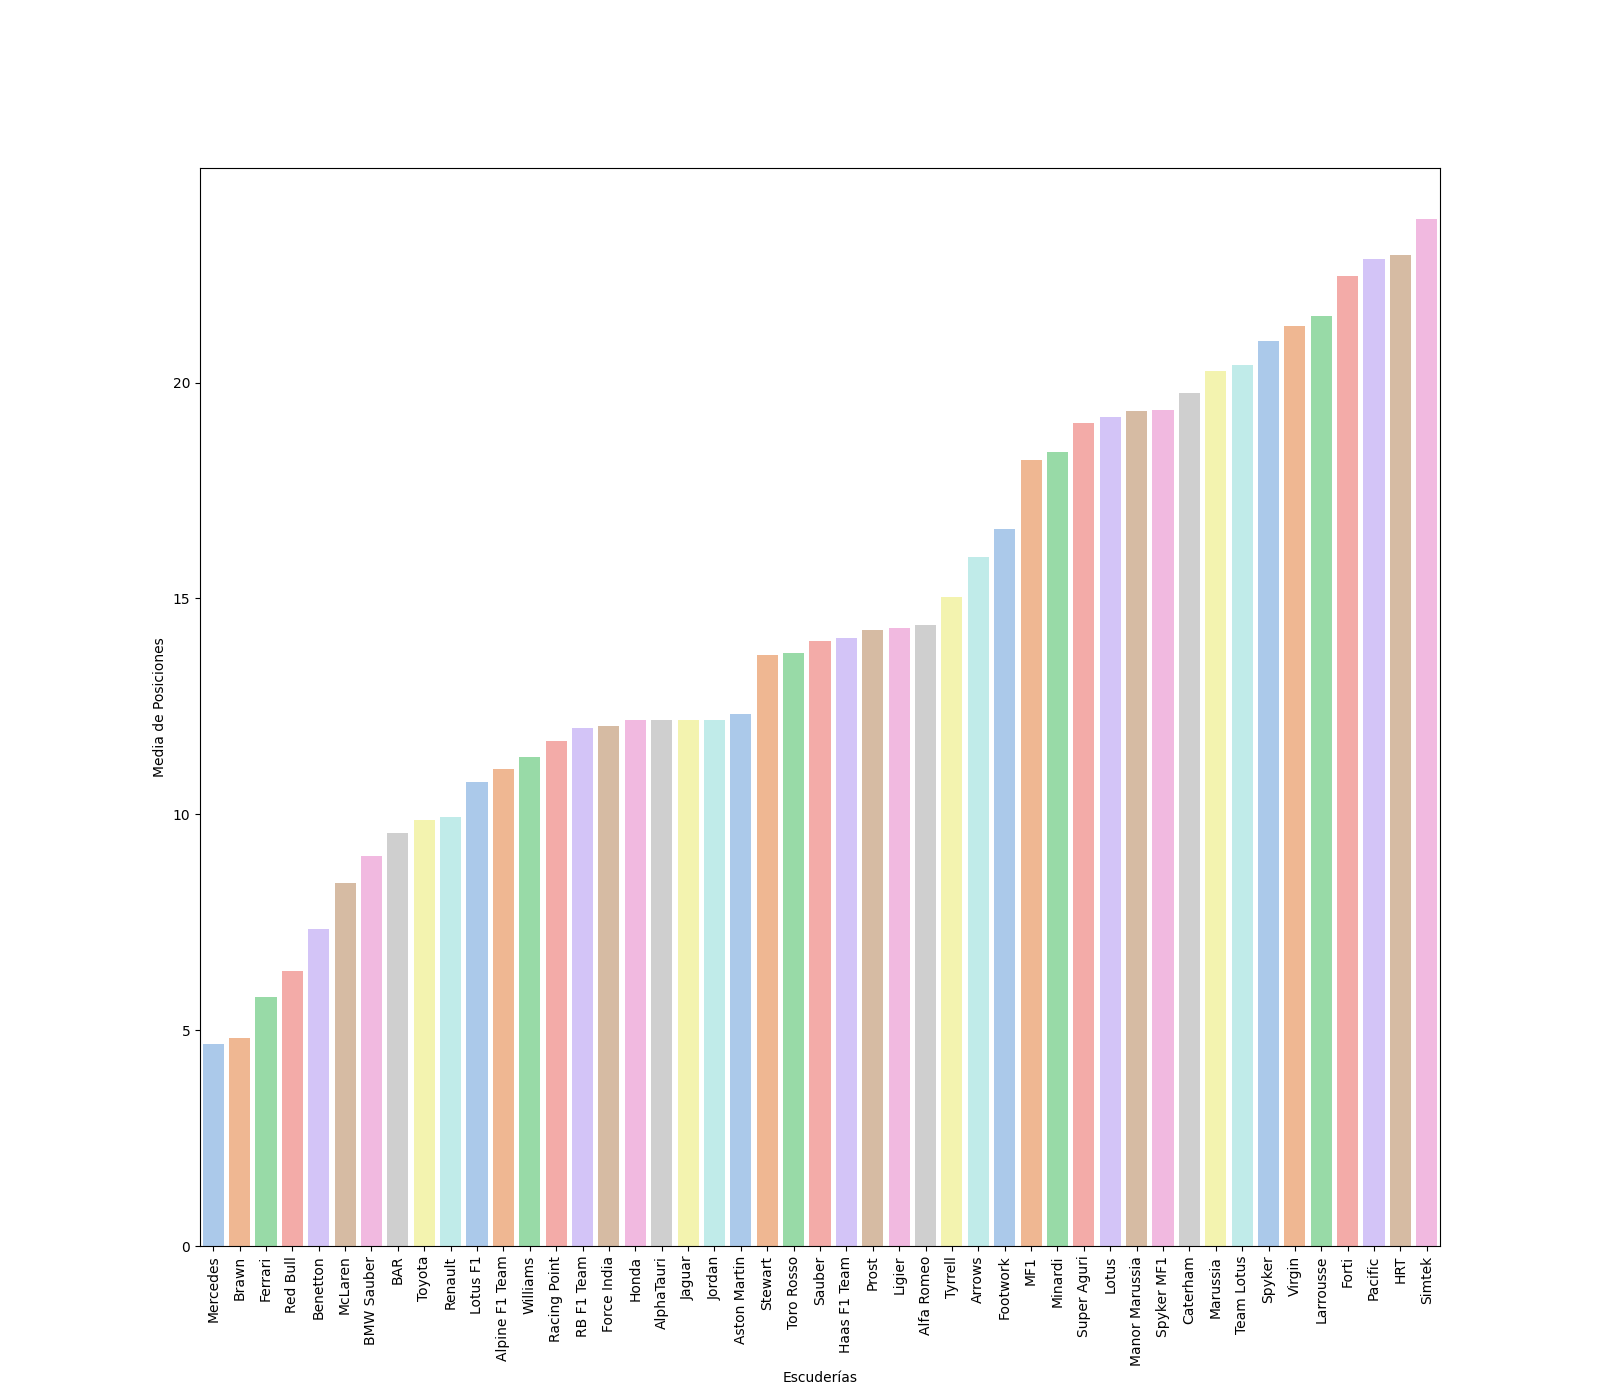 Media de Posiciones
20
15
10
5
0
Mercedes
Brawn
Ferrari
Red Bull
Benetton
McLaren
BMW Sauber
BAR
Toyota
Renault
Lotus F1
Alpine F1 Team
Williams
Racing Point
RB F1 Team
Force India
Honda
AlphaTauri
Jaguar
Jordan
Aston Martin
Stewart
Toro Rosso
Sauber
Haas F1 Team
Prost
Ligier
Alfa Romeo
Tyrrell
Arrows
Footwork
MF1
Minardi
Super Aguri
Lotus
Manor Marussia
Spyker MF1
Caterham
Marussia
Team Lotus
Spyker
Virgin
Larrousse
Forti
Pacific
HRT
Simtek
Escuderías